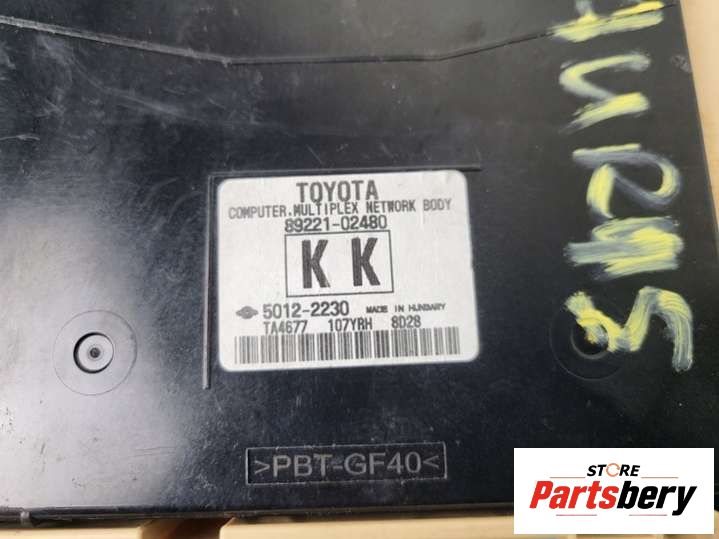 TOYOTA
COMPUTER.MULTIPLEX NETWORK BODY
89221-02480
K K
5012-2230 MADE IN HUNGARY
TA4677 107YRH 8D28
>PBT-GF40<
AURUS
STORE
Partsbery